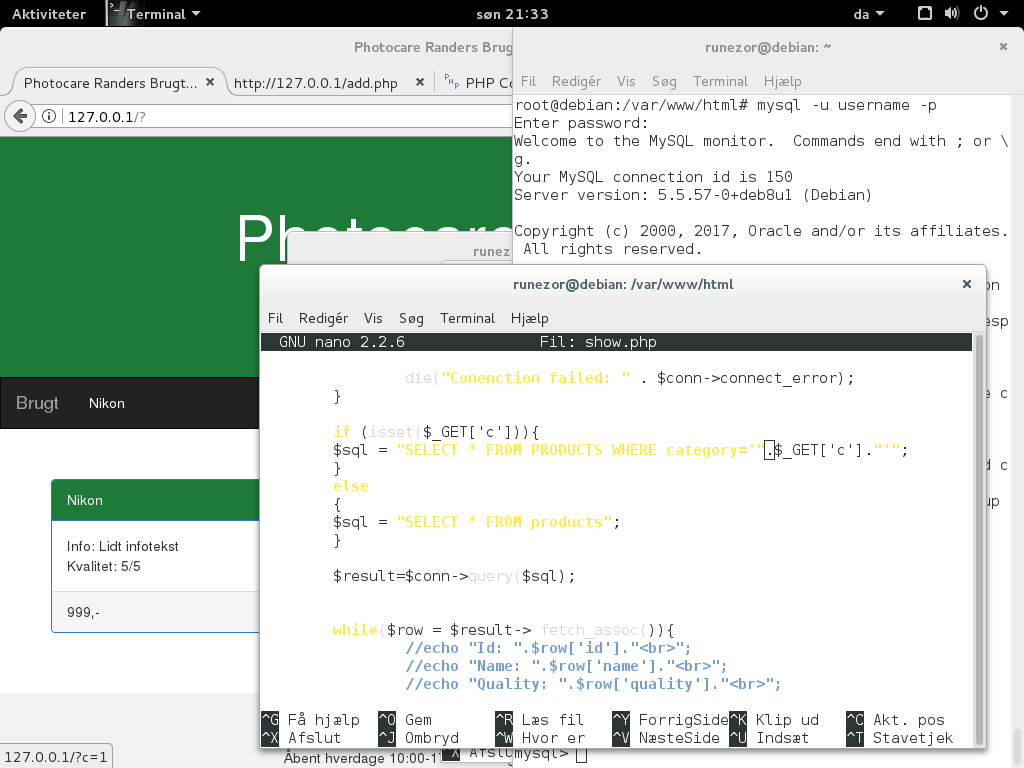 Aktiviteter
Terminal
søn 21:33
da
Photocare Randers Brug
Photocare Randers Brugt...
http://127.0.0.1/add.php
PHP Co
127.0.0.1/?
Photocare
Brugt
Nikon
Nikon
Info: Lidt infotekst
Kvalitet: 5/5
999,-
127.0.0.1/?c=1
Åbent hverdage 10:00-1
runez
^X Afslu
runezor@debian: ~
Fil Redigér Vis Søg Terminal Hjælp
root@debian:/var/www/html# mysql -u username -p
Enter password:
Welcome to the MySQL monitor.  Commands end with ; or \
g.
Your MySQL connection id is 150
Server version: 5.5.57-0+deb8u1 (Debian)
Copyright (c) 2000, 2017, Oracle and/or its affiliates.
 All rights reserved.
on
esp
e c
d c
up
mysql>
runezor@debian: /var/www/html
Fil Redigér Vis Søg Terminal Hjælp
GNU nano 2.2.6 Fil: show.php
die("Conenction failed: " . $conn->connect_error);
}
if (isset($_GET['c'])){
$sql = "SELECT * FROM PRODUCTS WHERE category='".$_GET['c']."'";
}
else
{
$sql = "SELECT * FROM products";
}
$result=$conn->query($sql);
while($row = $result-> fetch_assoc()){
//echo "Id: ".$row['id']."<br>";
//echo "Name: ".$row['name']."<br>";
//echo "Quality: ".$row['quality']."<br>";
^G Få hjælp ^O Gem ^R Læs fil ^Y ForrigSide ^K Klip ud ^C Akt. pos
^X Afslut ^J Ombryd ^W Hvor er ^V NæsteSide ^U Indsæt ^T Stavetjek